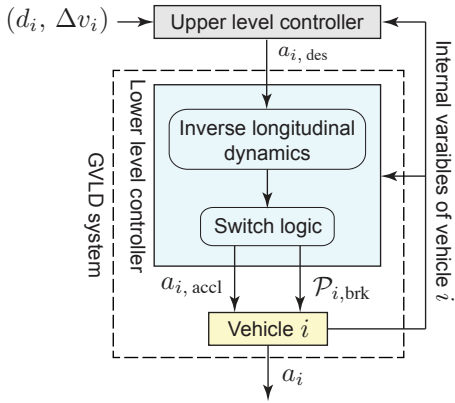 (d_i, Δv_i)
Upper level controller
a_{i, des}
Inverse longitudinal
dynamics
Switch logic
a_{i, accl}
𝒫_{i,brk}
Vehicle i
a_i
Lower level controller
GVLD system
Internal varaibles of vehicle i